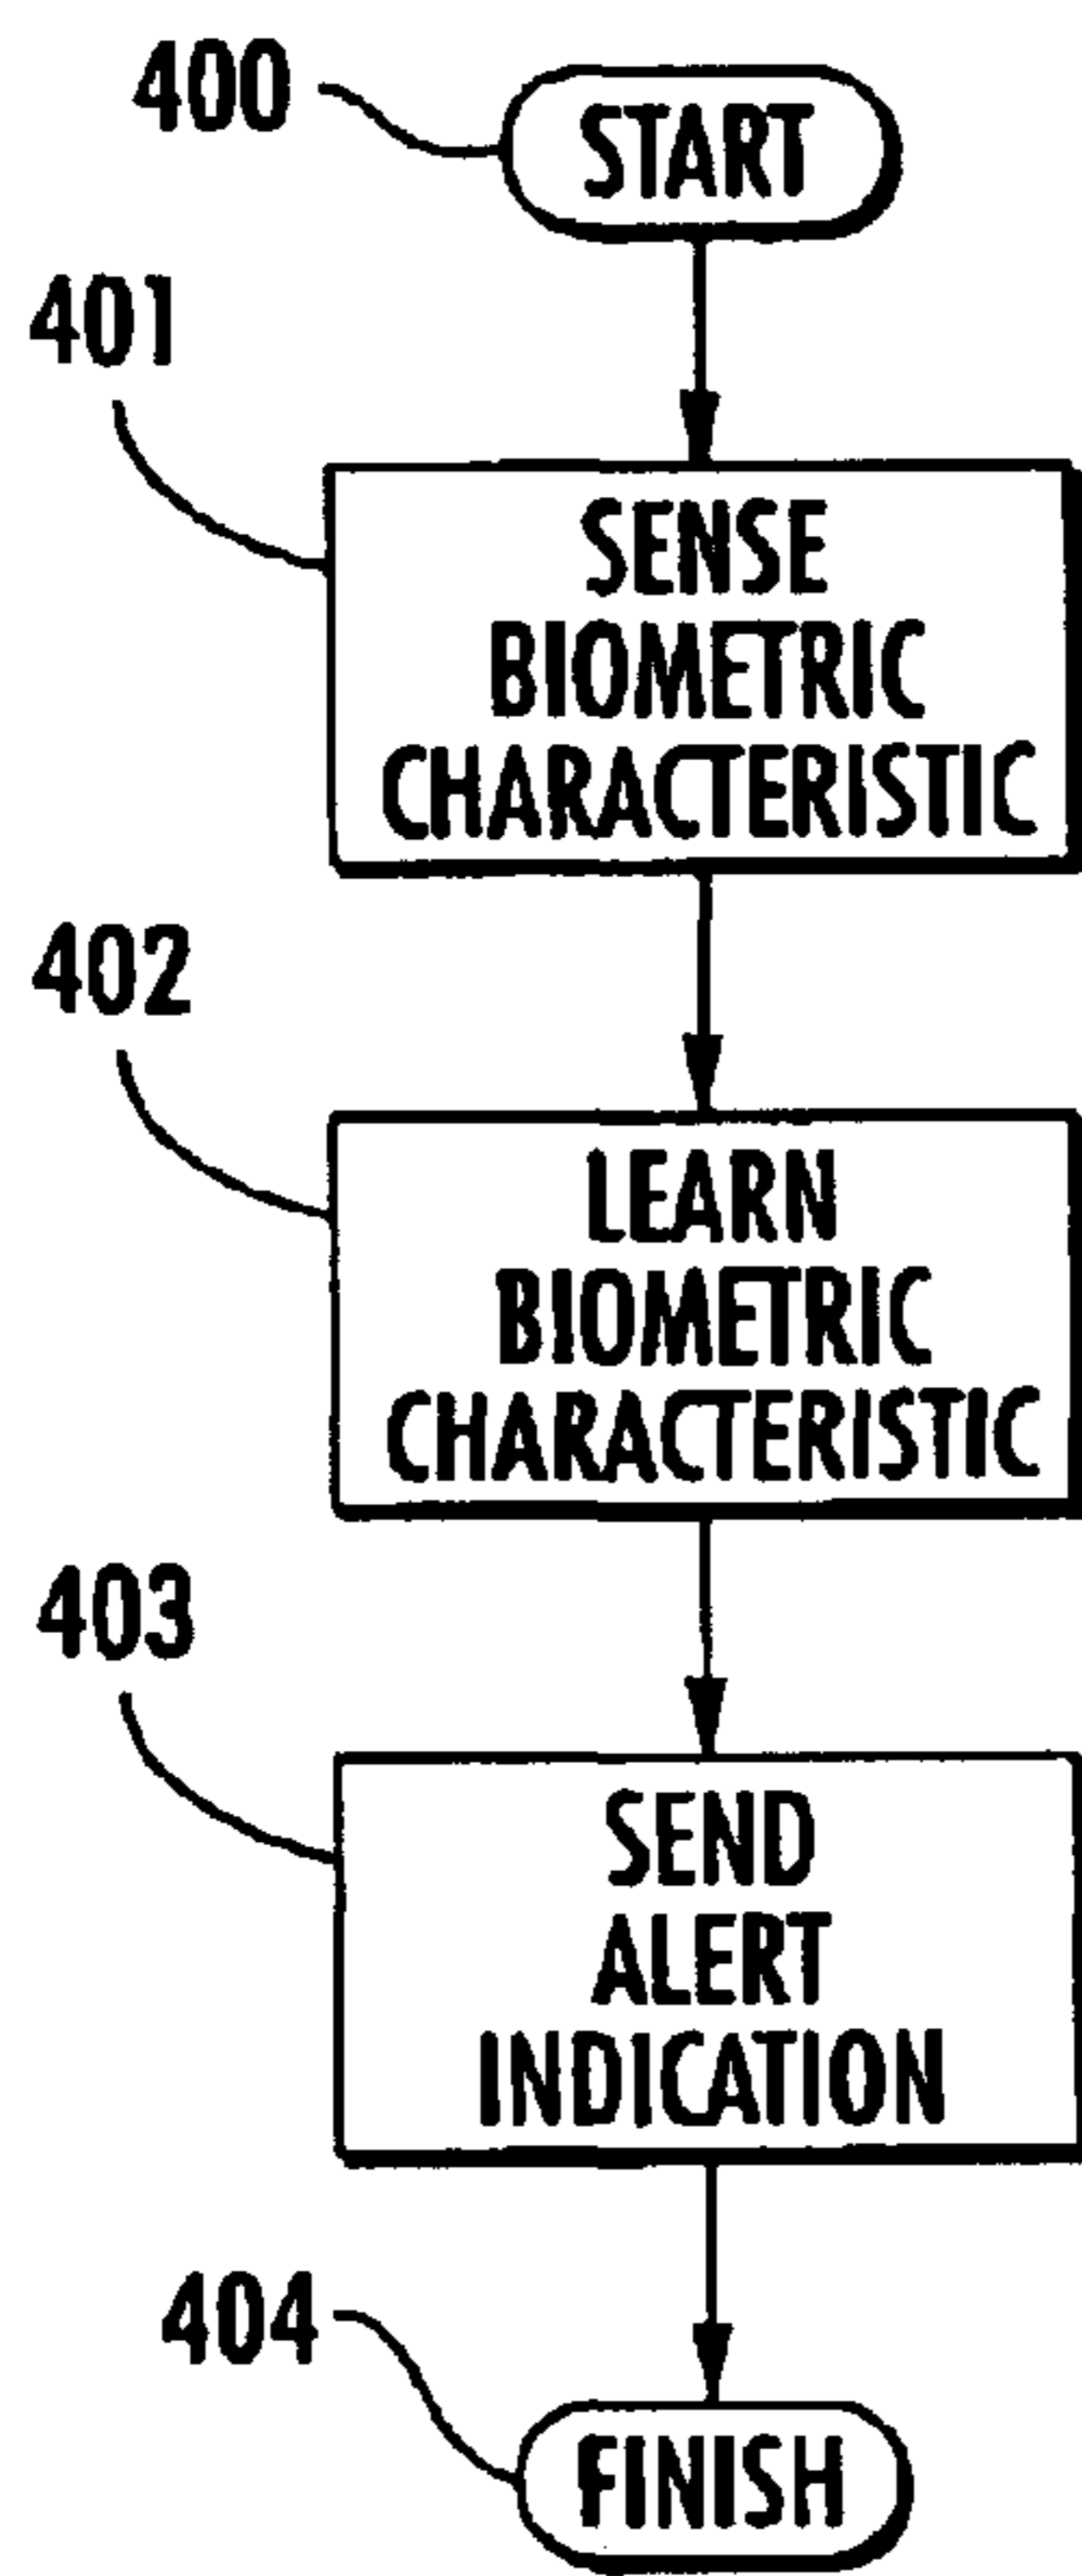 400
START
401
SENSE
BIOMETRIC
CHARACTERISTIC
402
LEARN
BIOMETRIC
CHARACTERISTIC
403
SEND
ALERT
INDICATION
404
FINISH